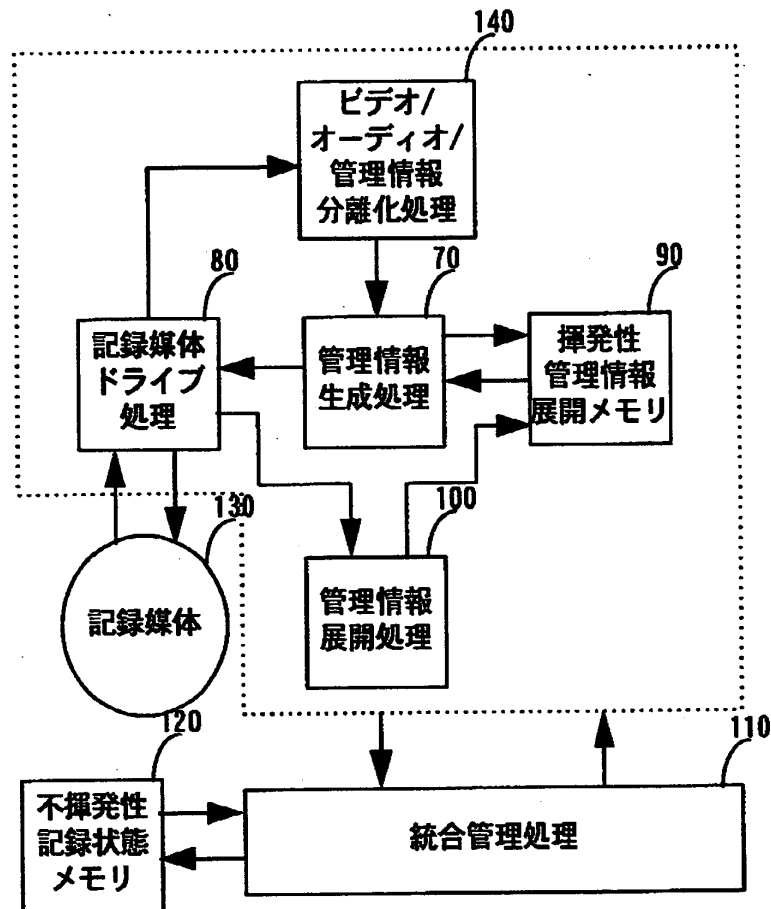 140
ビデオ/
オーディオ/
管理情報
分離化処理
80
記録媒体
ドライブ
処理
70
管理情報
生成処理
90
揮発性
管理情報
展開メモリ
130
記録媒体
100
管理情報
展開処理
120
不揮発性
記録状態
メモリ
110
統合管理処理